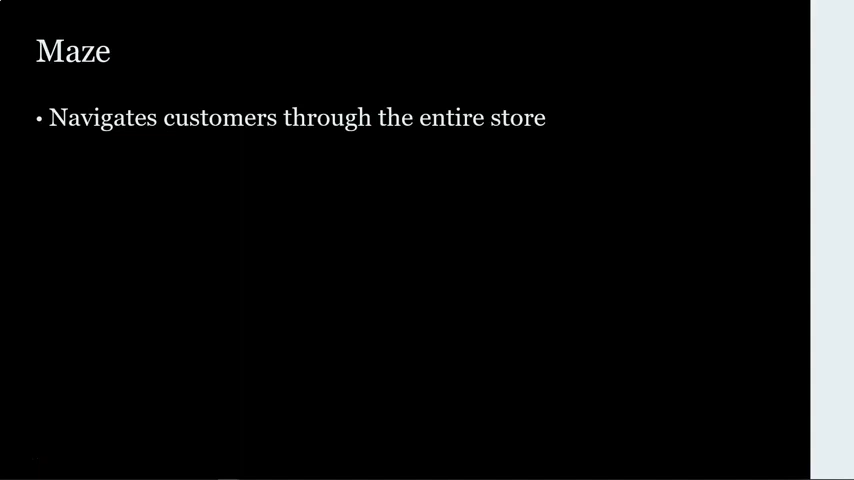 Maze
• Navigates customers through the entire store